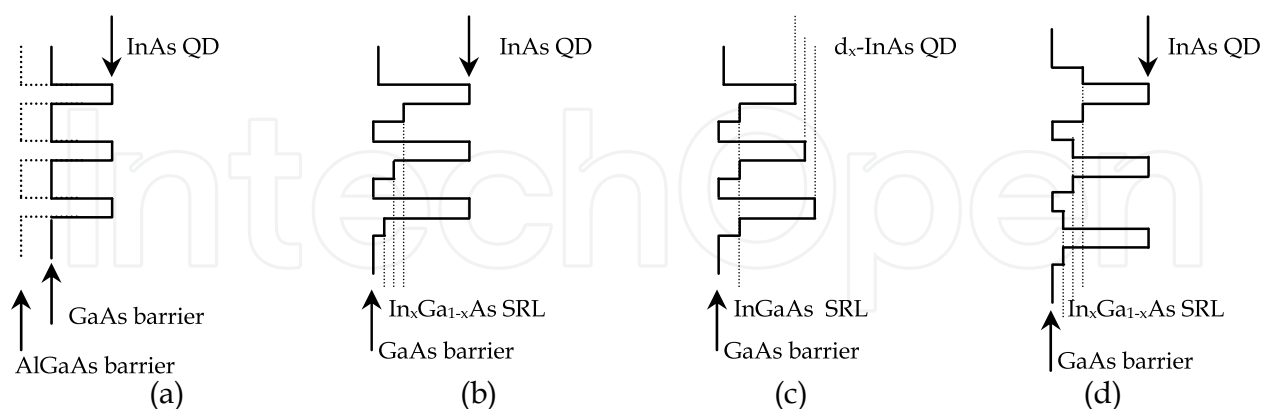 InAs QD
GaAs barrier
AlGaAs barrier
(a)
InAs QD
InₓGa₁₋ₓAs SRL
GaAs barrier
(b)
dₓ-InAs QD
InGaAs SRL
GaAs barrier
(c)
InAs QD
InₓGa₁₋ₓAs SRL
GaAs barrier
(d)
IntechOpen